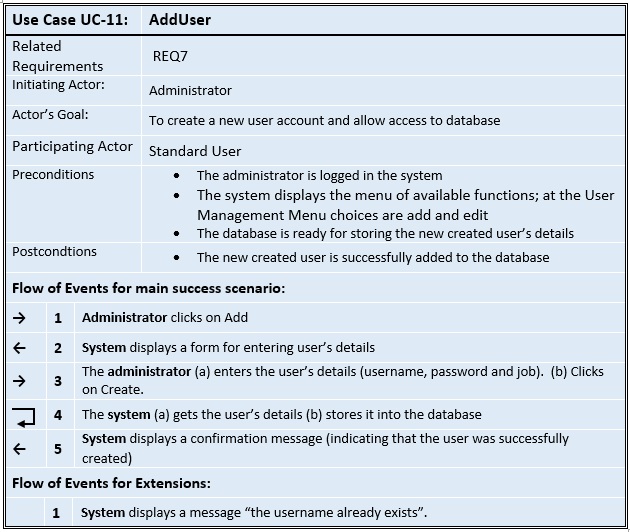 Use Case UC-11: AddUser
Related
Requirements
REQ7
Initiating Actor:
Administrator
Actor's Goal:
To create a new user account and allow access to database
Participating Actor
Standard User
Preconditions
• The administrator is logged in the system
• The system displays the menu of available functions; at the User
Management Menu choices are add and edit
• The database is ready for storing the new created user's details
Postcondtions
• The new created user is successfully added to the database
Flow of Events for main success scenario:
→ 1 Administrator clicks on Add
← 2 System displays a form for entering user's details
→ 3 The administrator (a) enters the user's details (username, password and job). (b) Clicks
on Create.
4 The system (a) gets the user's details (b) stores it into the database
← 5 System displays a confirmation message (indicating that the user was successfully
created)
Flow of Events for Extensions:
1 System displays a message “the username already exists”.